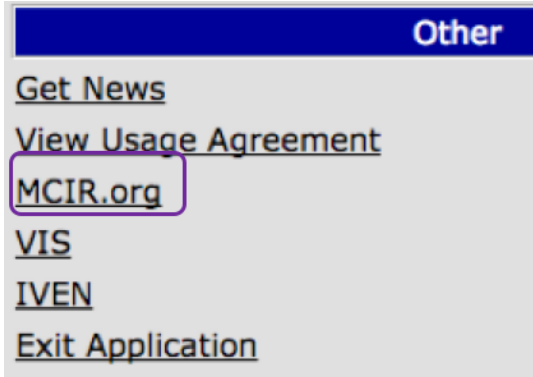 Other
Get News
View Usage Agreement
MCIR.org
VIS
IVEN
Exit Application